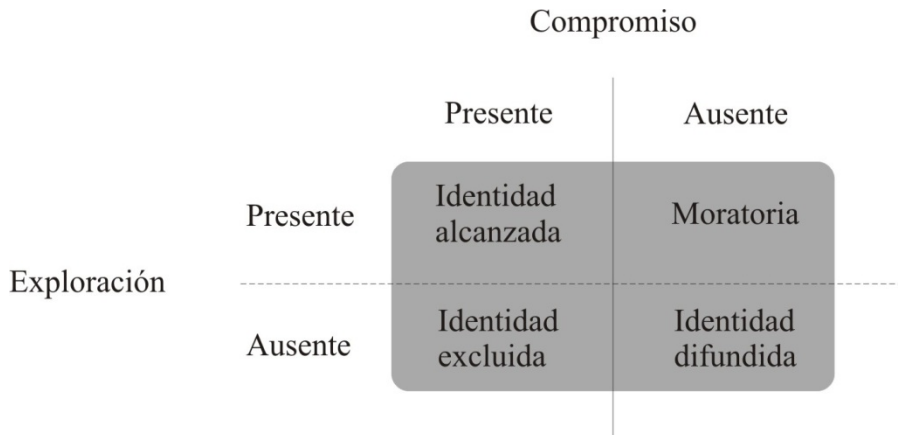 Compromiso
Presente
Ausente
Presente
Identidad
alcanzada
Moratoria
Exploración
Ausente
Identidad
excluida
Identidad
difundida